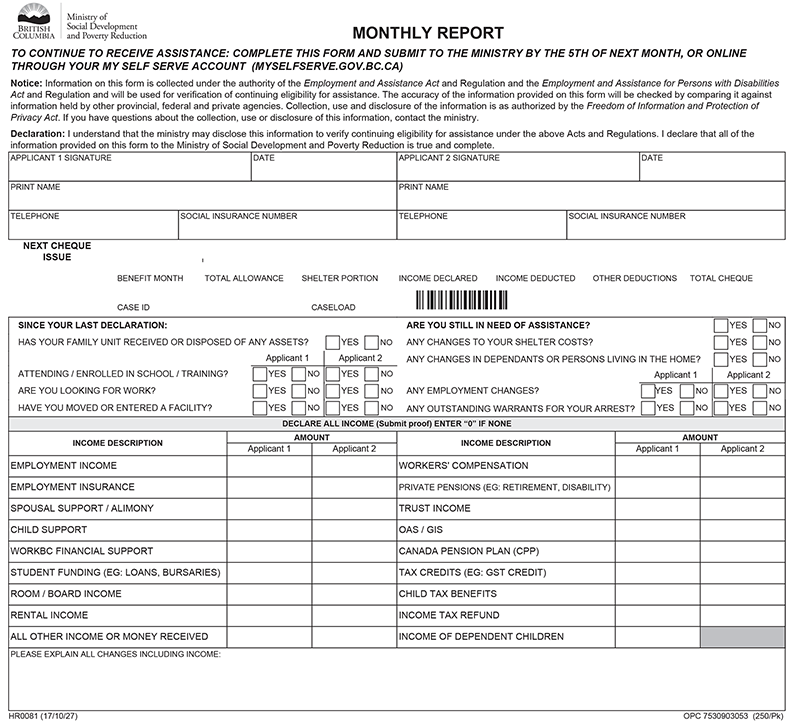 BRITISH
COLUMBIA
Ministry of
Social Development
and Poverty Reduction
MONTHLY REPORT
TO CONTINUE TO RECEIVE ASSISTANCE: COMPLETE THIS FORM AND SUBMIT TO THE MINISTRY BY THE 5TH OF NEXT MONTH, OR ONLINE
THROUGH YOUR MY SELF SERVE ACCOUNT (MYSELFSERVE.GOV.BC.CA)
Notice: Information on this form is collected under the authority of the Employment and Assistance Act and Regulation and the Employment and Assistance for Persons with Disabilities
Act and Regulation and will be used for verification of continuing eligibility for assistance. The accuracy of the information provided on this form will be checked by comparing it against
information held by other provincial, federal and private agencies. Collection, use and disclosure of the information is as authorized by the Freedom of Information and Protection of
Privacy Act. If you have questions about the collection, use or disclosure of this information, contact the ministry.
Declaration: I understand that the ministry may disclose this information to verify continuing eligibility for assistance under the above Acts and Regulations. I declare that all of the
information provided on this form to the Ministry of Social Development and Poverty Reduction is true and complete.
APPLICANT 1 SIGNATURE DATE APPLICANT 2 SIGNATURE DATE
PRINT NAME PRINT NAME
TELEPHONE SOCIAL INSURANCE NUMBER TELEPHONE SOCIAL INSURANCE NUMBER
NEXT CHEQUE
ISSUE
BENEFIT MONTH TOTAL ALLOWANCE SHELTER PORTION INCOME DECLARED INCOME DEDUCTED OTHER DEDUCTIONS TOTAL CHEQUE
CASE ID CASELOAD
SINCE YOUR LAST DECLARATION: ARE YOU STILL IN NEED OF ASSISTANCE? YES NO
HAS YOUR FAMILY UNIT RECEIVED OR DISPOSED OF ANY ASSETS? YES NO ANY CHANGES TO YOUR SHELTER COSTS? YES NO
Applicant 1 Applicant 2 ANY CHANGES IN DEPENDANTS OR PERSONS LIVING IN THE HOME? YES NO
ATTENDING / ENROLLED IN SCHOOL / TRAINING? YES NO YES NO Applicant 1 Applicant 2
ARE YOU LOOKING FOR WORK? YES NO YES NO ANY EMPLOYMENT CHANGES? YES NO YES NO
HAVE YOU MOVED OR ENTERED A FACILITY? YES NO YES NO ANY OUTSTANDING WARRANTS FOR YOUR ARREST? YES NO YES NO
DECLARE ALL INCOME (Submit proof) ENTER “0” IF NONE
INCOME DESCRIPTION AMOUNT INCOME DESCRIPTION AMOUNT
Applicant 1 Applicant 2 Applicant 1 Applicant 2
EMPLOYMENT INCOME WORKERS' COMPENSATION
EMPLOYMENT INSURANCE PRIVATE PENSIONS (EG: RETIREMENT, DISABILITY)
SPOUSAL SUPPORT / ALIMONY TRUST INCOME
CHILD SUPPORT OAS / GIS
WORKBC FINANCIAL SUPPORT CANADA PENSION PLAN (CPP)
STUDENT FUNDING (EG: LOANS, BURSARIES) TAX CREDITS (EG: GST CREDIT)
ROOM / BOARD INCOME CHILD TAX BENEFITS
RENTAL INCOME INCOME TAX REFUND
ALL OTHER INCOME OR MONEY RECEIVED INCOME OF DEPENDENT CHILDREN
PLEASE EXPLAIN ALL CHANGES INCLUDING INCOME:
HR0081 (17/10/27) OPC 7530903053 (250/Pk)